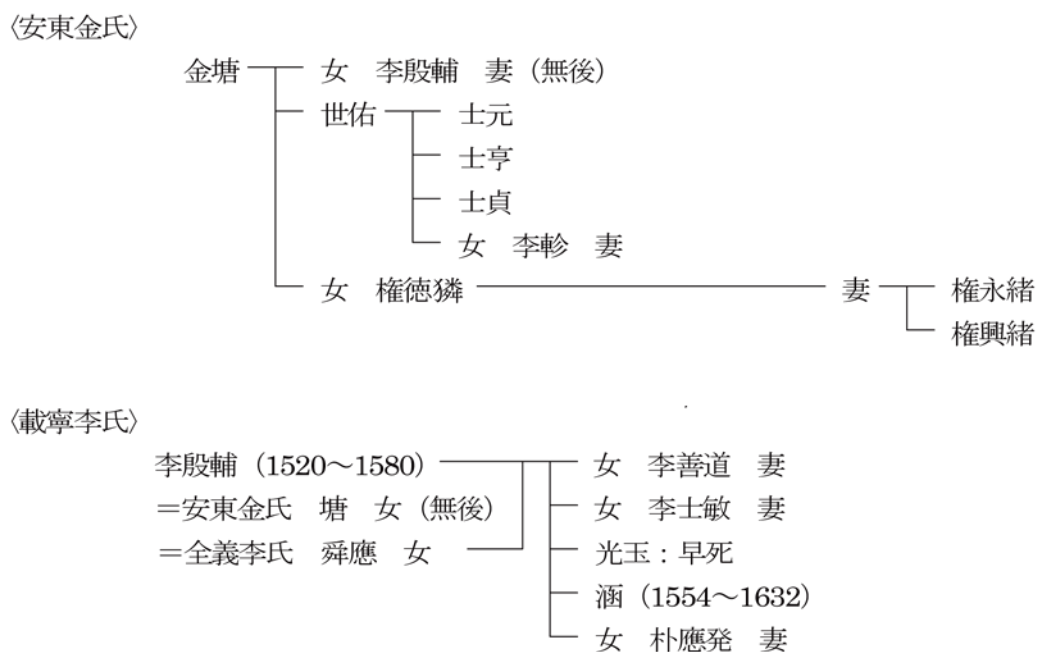 〈安東金氏〉
金塘 女 李殷輔 妻（無後）
世佑 士元
士亨
士貞
女 李軫 妻
女 権徳獜 妻 権永緒
権興緒
〈載寧李氏〉
李殷輔（1520～1580） 女 李善道 妻
＝安東金氏 塘 女（無後） 女 李士敏 妻
＝全義李氏 舜應 女 光玉：早死
涵（1554～1632）
女 朴應発 妻